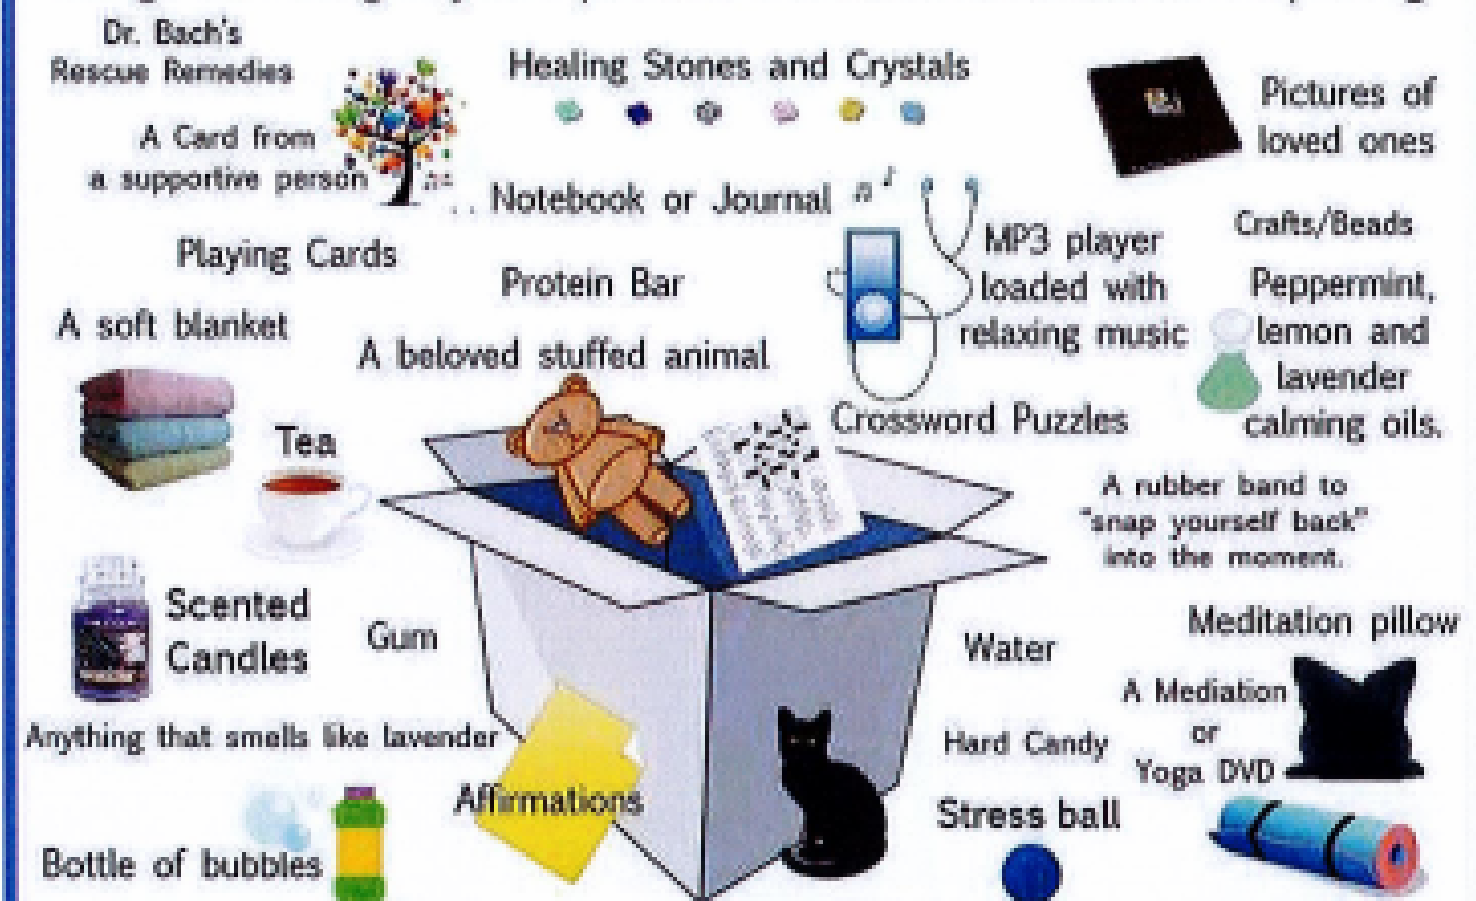 Dr. Bach's
Rescue Remedies
Healing Stones and Crystals
Pictures of
loved ones
A Card from
a supportive person
Notebook or Journal
Crafts/Beads
Playing Cards
Protein Bar
MP3 player
loaded with
relaxing music
Peppermint,
lemon and
lavender
calming oils.
A soft blanket
A beloved stuffed animal
Crossword Puzzles
Tea
A rubber band to
"snap yourself back"
into the moment.
Scented
Candles
Gum
Water
Meditation pillow
A Mediation
or
Yoga DVD
Anything that smells like lavender
Hard Candy
Affirmations
Stress ball
Bottle of bubbles